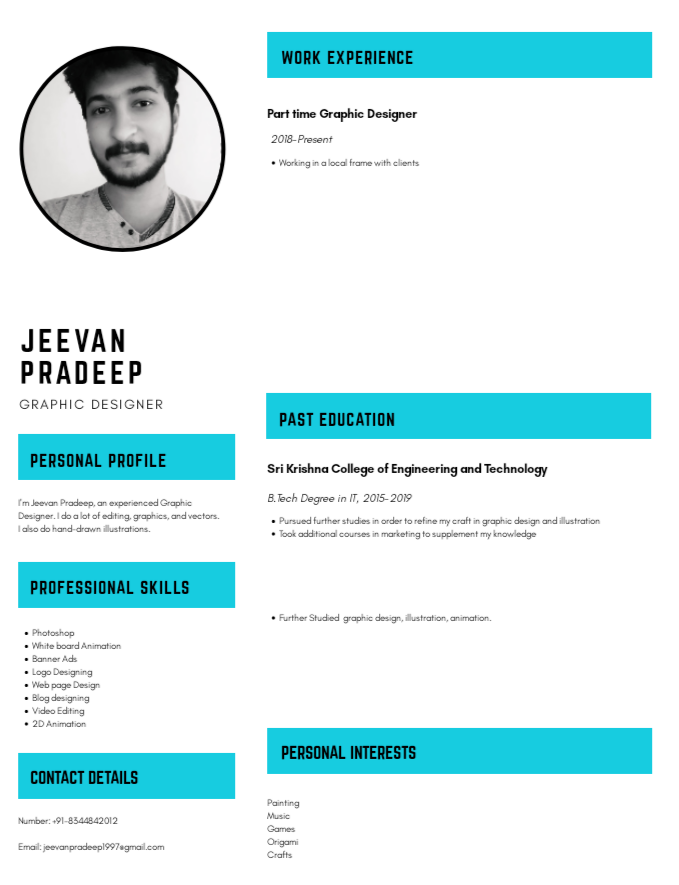 JEEVAN
PRADEEP
GRAPHIC DESIGNER
PERSONAL PROFILE
I'm Jeevan Pradeep, an experienced Graphic
Designer. I do a lot of editing, graphics, and vectors.
I also do hand-drawn illustrations.
PROFESSIONAL SKILLS
• Photoshop
• White board Animation
• Banner Ads
• Logo Designing
• Web page Design
• Blog designing
• Video Editing
• 2D Animation
CONTACT DETAILS
Number: +91-8344842012
Email: jeevanpradeep1997@gmail.com
WORK EXPERIENCE
Part time Graphic Designer
2018-Present
• Working in a local frame with clients
PAST EDUCATION
Sri Krishna College of Engineering and Technology
B.Tech Degree in IT, 2015-2019
• Pursued further studies in order to refine my craft in graphic design and illustration
• Took additional courses in marketing to supplement my knowledge
• Further Studied graphic design, illustration, animation.
PERSONAL INTERESTS
Painting
Music
Games
Origami
Crafts